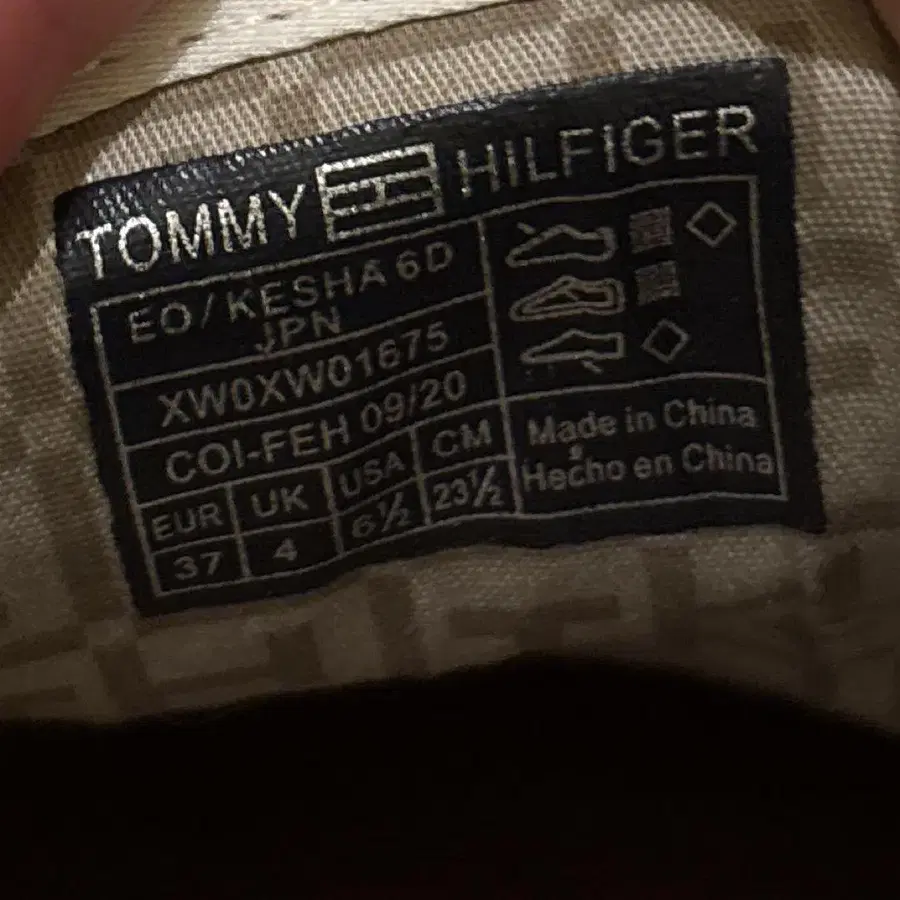 TOMMY HILFIGER
EO/KESHA 6D
JPN
XW0XW01675
COI-FEH 09/20
EUR UK USA CM
37 4 6½ 23½
Made in China
Hecho en China